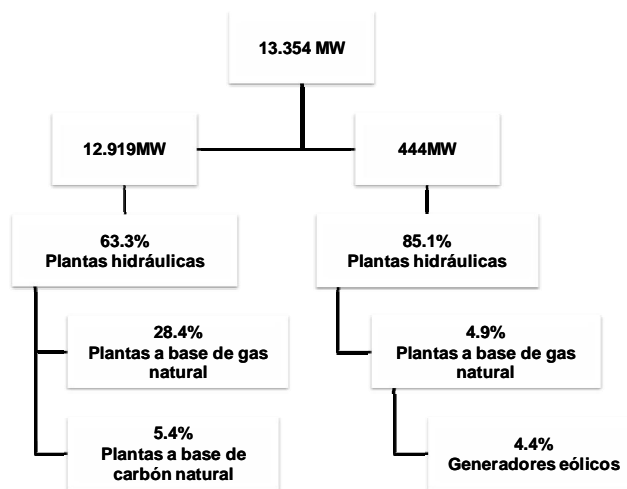 13.354 MW
12.919MW
444MW
63.3%
Plantas hidráulicas
85.1%
Plantas hidráulicas
28.4%
Plantas a base de gas
natural
4.9%
Plantas a base de gas
natural
5.4%
Plantas a base de
carbón natural
4.4%
Generadores eólicos